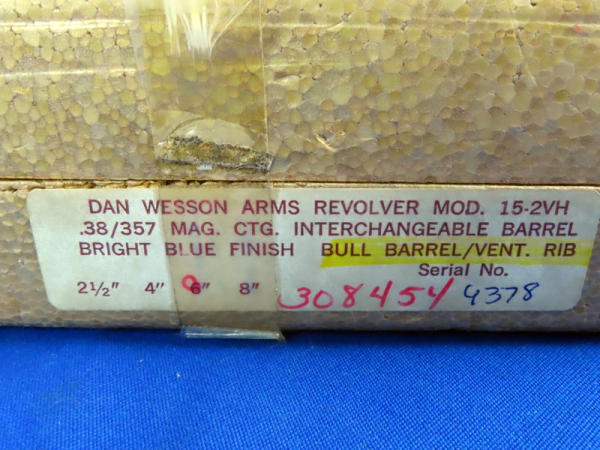 DAN WESSON ARMS REVOLVER MOD. 15-2VH
.38/357 MAG. CTG. INTERCHANGEABLE BARREL
BRIGHT BLUE FINISH BULL BARREL/VENT. RIB
Serial No.
2½" 4" 6" 8" 308454 4378